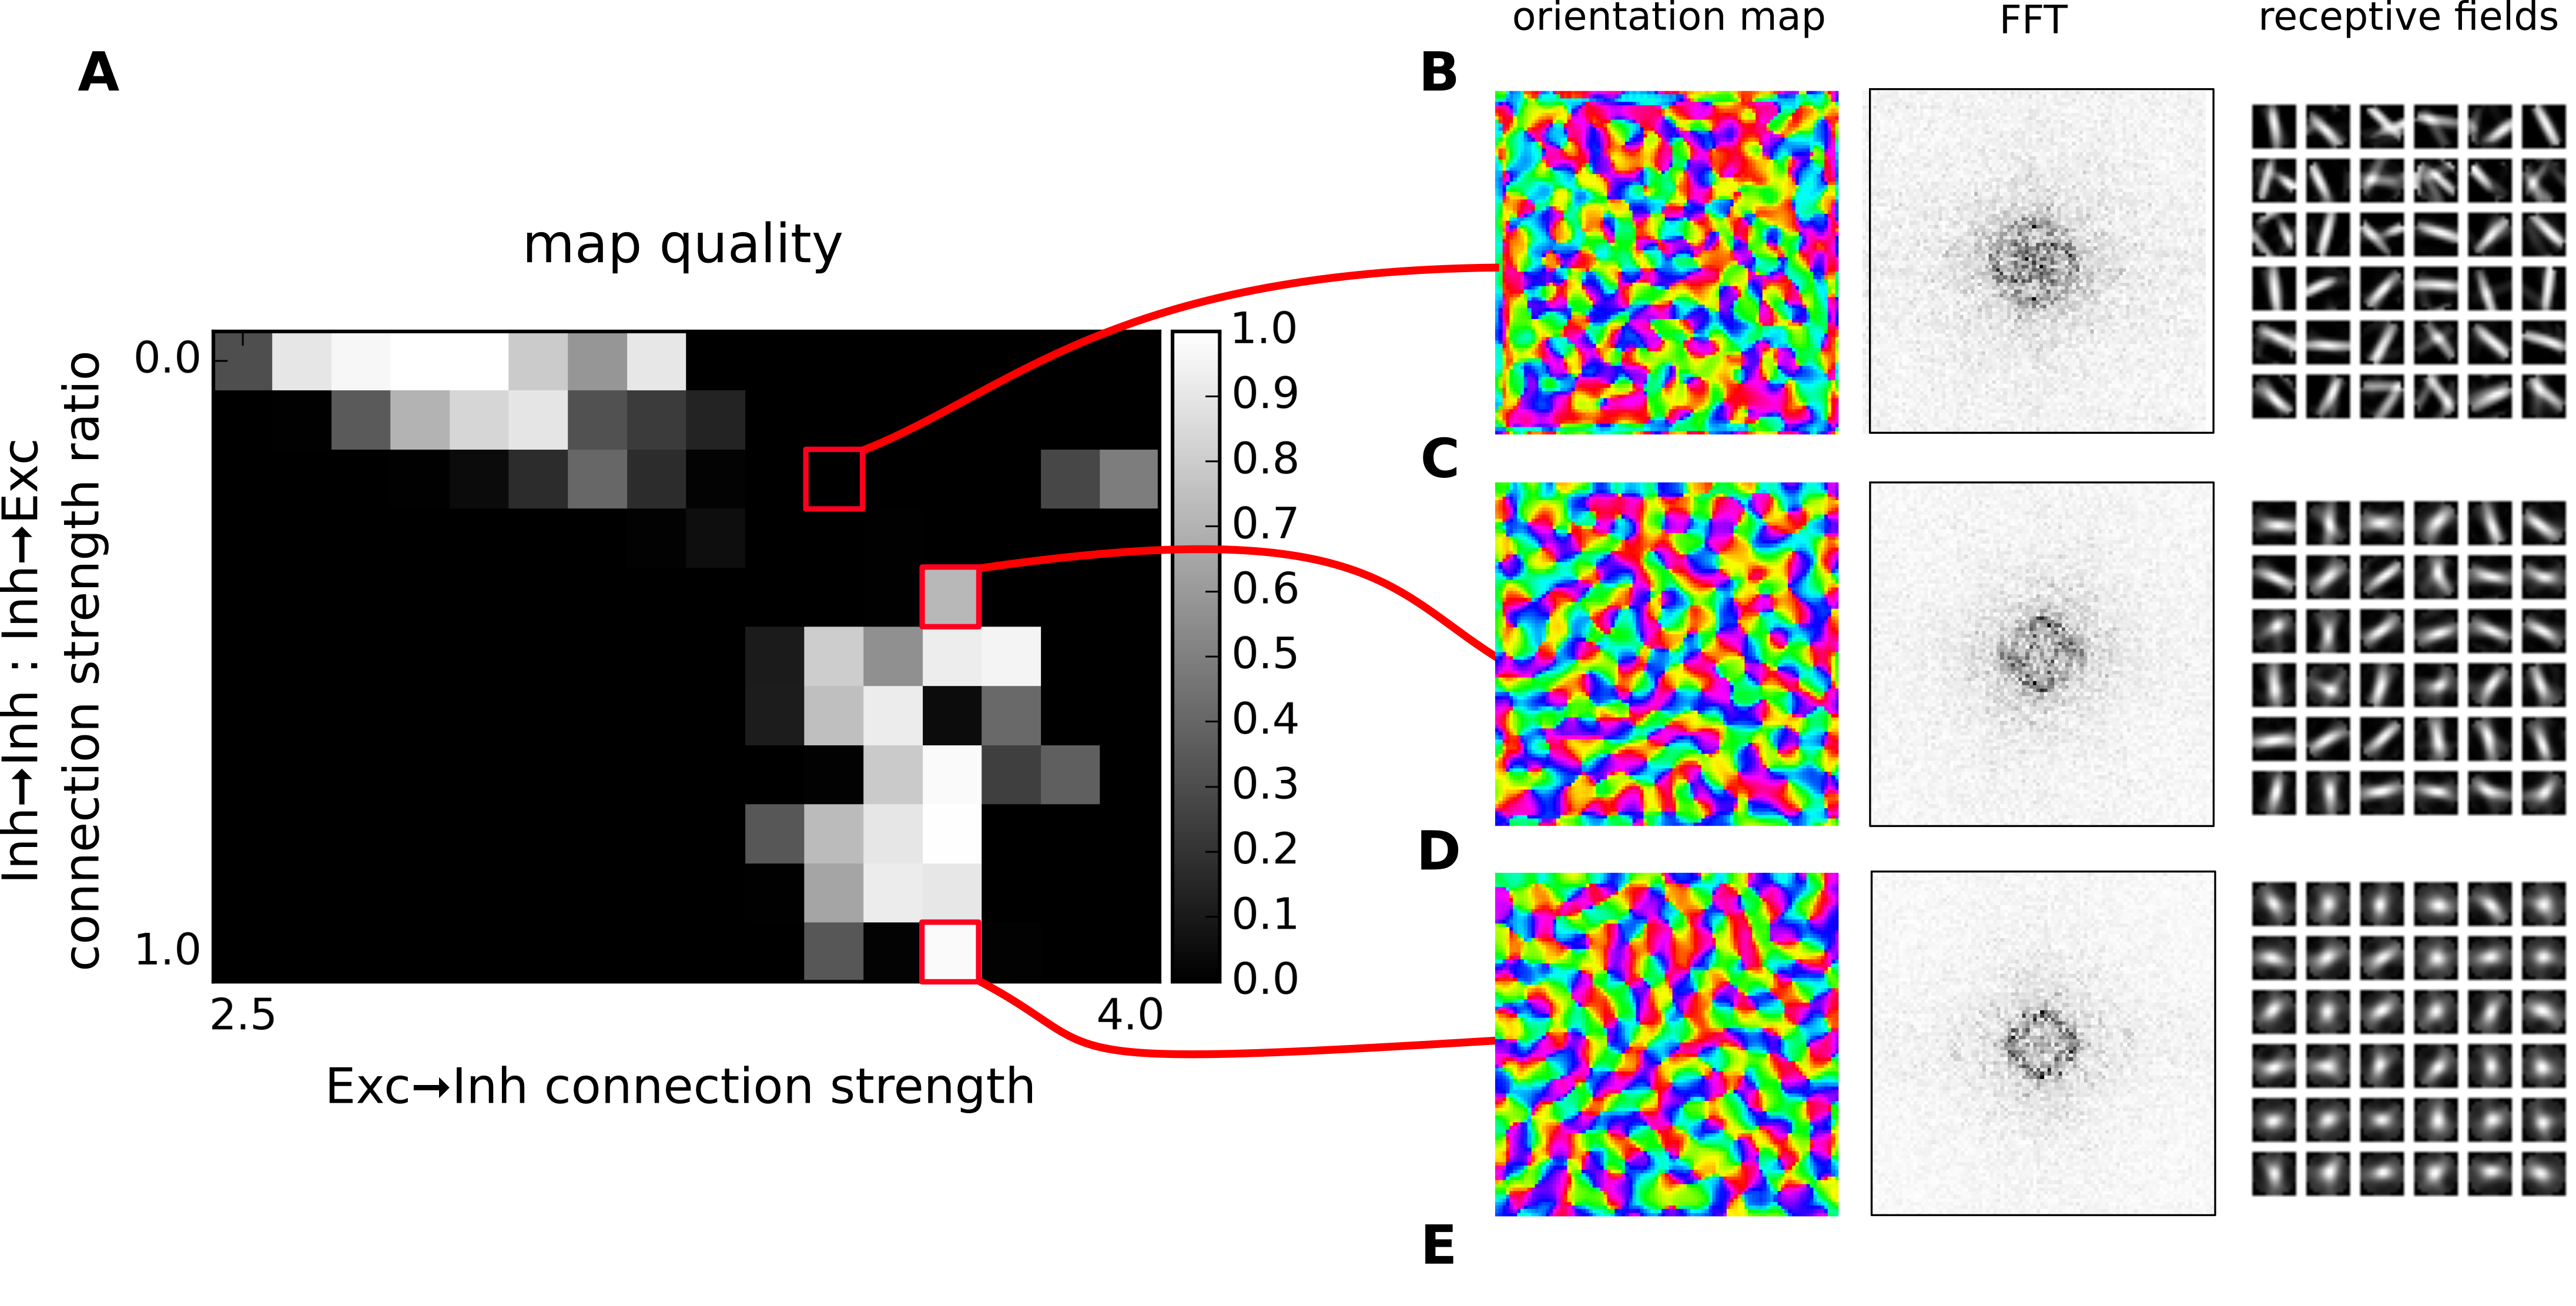 A
map quality
Inh→Inh : Inh→Exc
connection strength ratio
0.0
1.0
2.5
4.0
Exc→Inh connection strength
1.0
0.9
0.8
0.7
0.6
0.5
0.4
0.3
0.2
0.1
0.0
orientation map
FFT
receptive fields
B
C
D
E